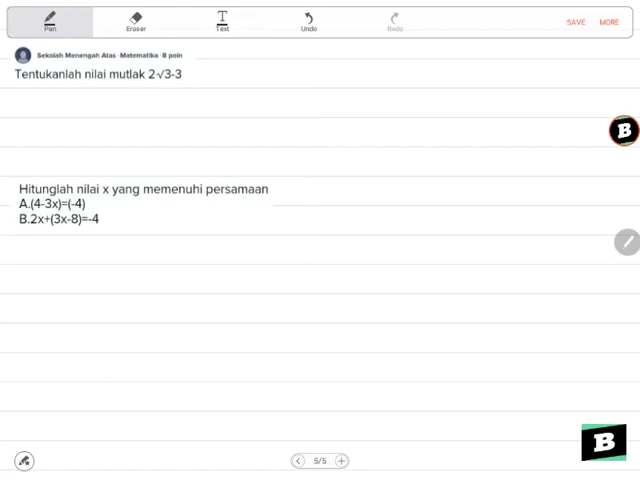 Pen
Eraser
Text
Undo
Redo
SAVE
MORE
Sekolah Menengah Atas · Matematika · 8 poin
Tentukanlah nilai mutlak 2√3-3
B
Hitunglah nilai x yang memenuhi persamaan
A.(4-3x)=(-4)
B.2x+(3x-8)=-4
B
5/5